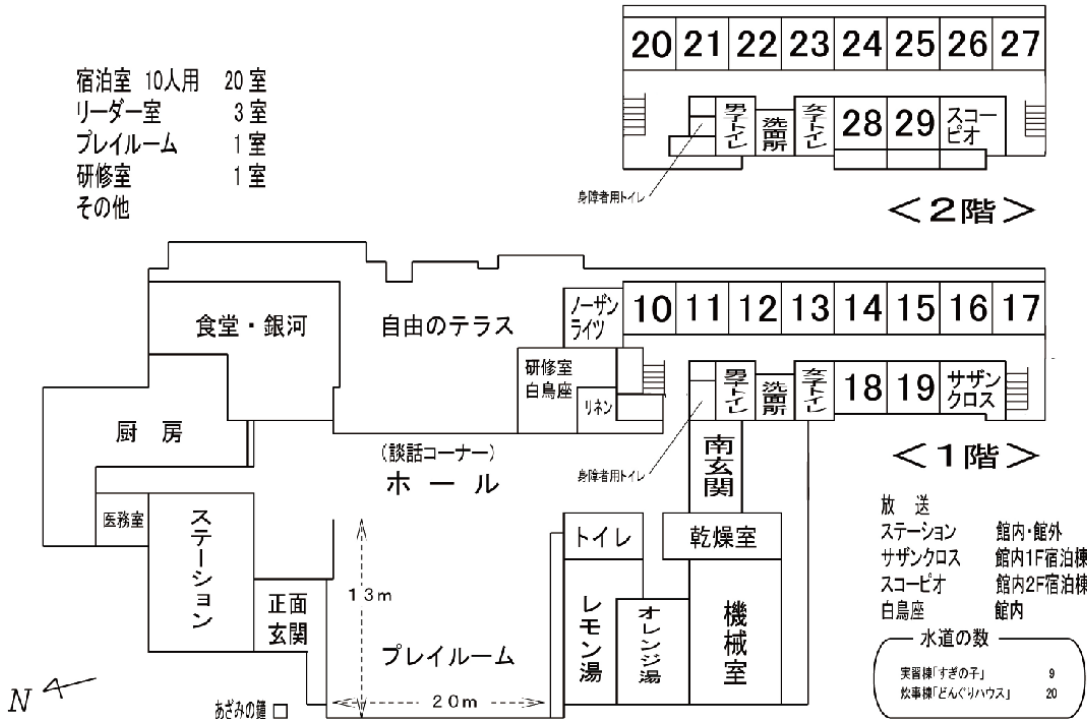 宿泊室 10人用 20室
リーダー室 3室
プレイルーム 1室
研修室 1室
その他
20 21 22 23 24 25 26 27
男子トイレ 洗面所 女子トイレ 28 29 スコーピオ
身障者用トイレ
＜2階＞
食堂・銀河
自由のテラス
ノーザンライツ
10 11 12 13 14 15 16 17
研修室
白鳥座
リネン
男子トイレ 洗面所 女子トイレ 18 19 サザンクロス
身障者用トイレ
＜1階＞
厨 房
(談話コーナー)
ホ ー ル
南玄関
医務室
ステーション
トイレ
乾燥室
正面
玄関
13m
プレイルーム
20m
レモン湯
オレンジ湯
機械室
N
あざみの鐘
放 送
ステーション 館内・館外
サザンクロス 館内1F宿泊棟
スコーピオ 館内2F宿泊棟
白鳥座 館内
水道の数
実習棟「すぎの子」 9
炊事棟「どんぐりハウス」 20